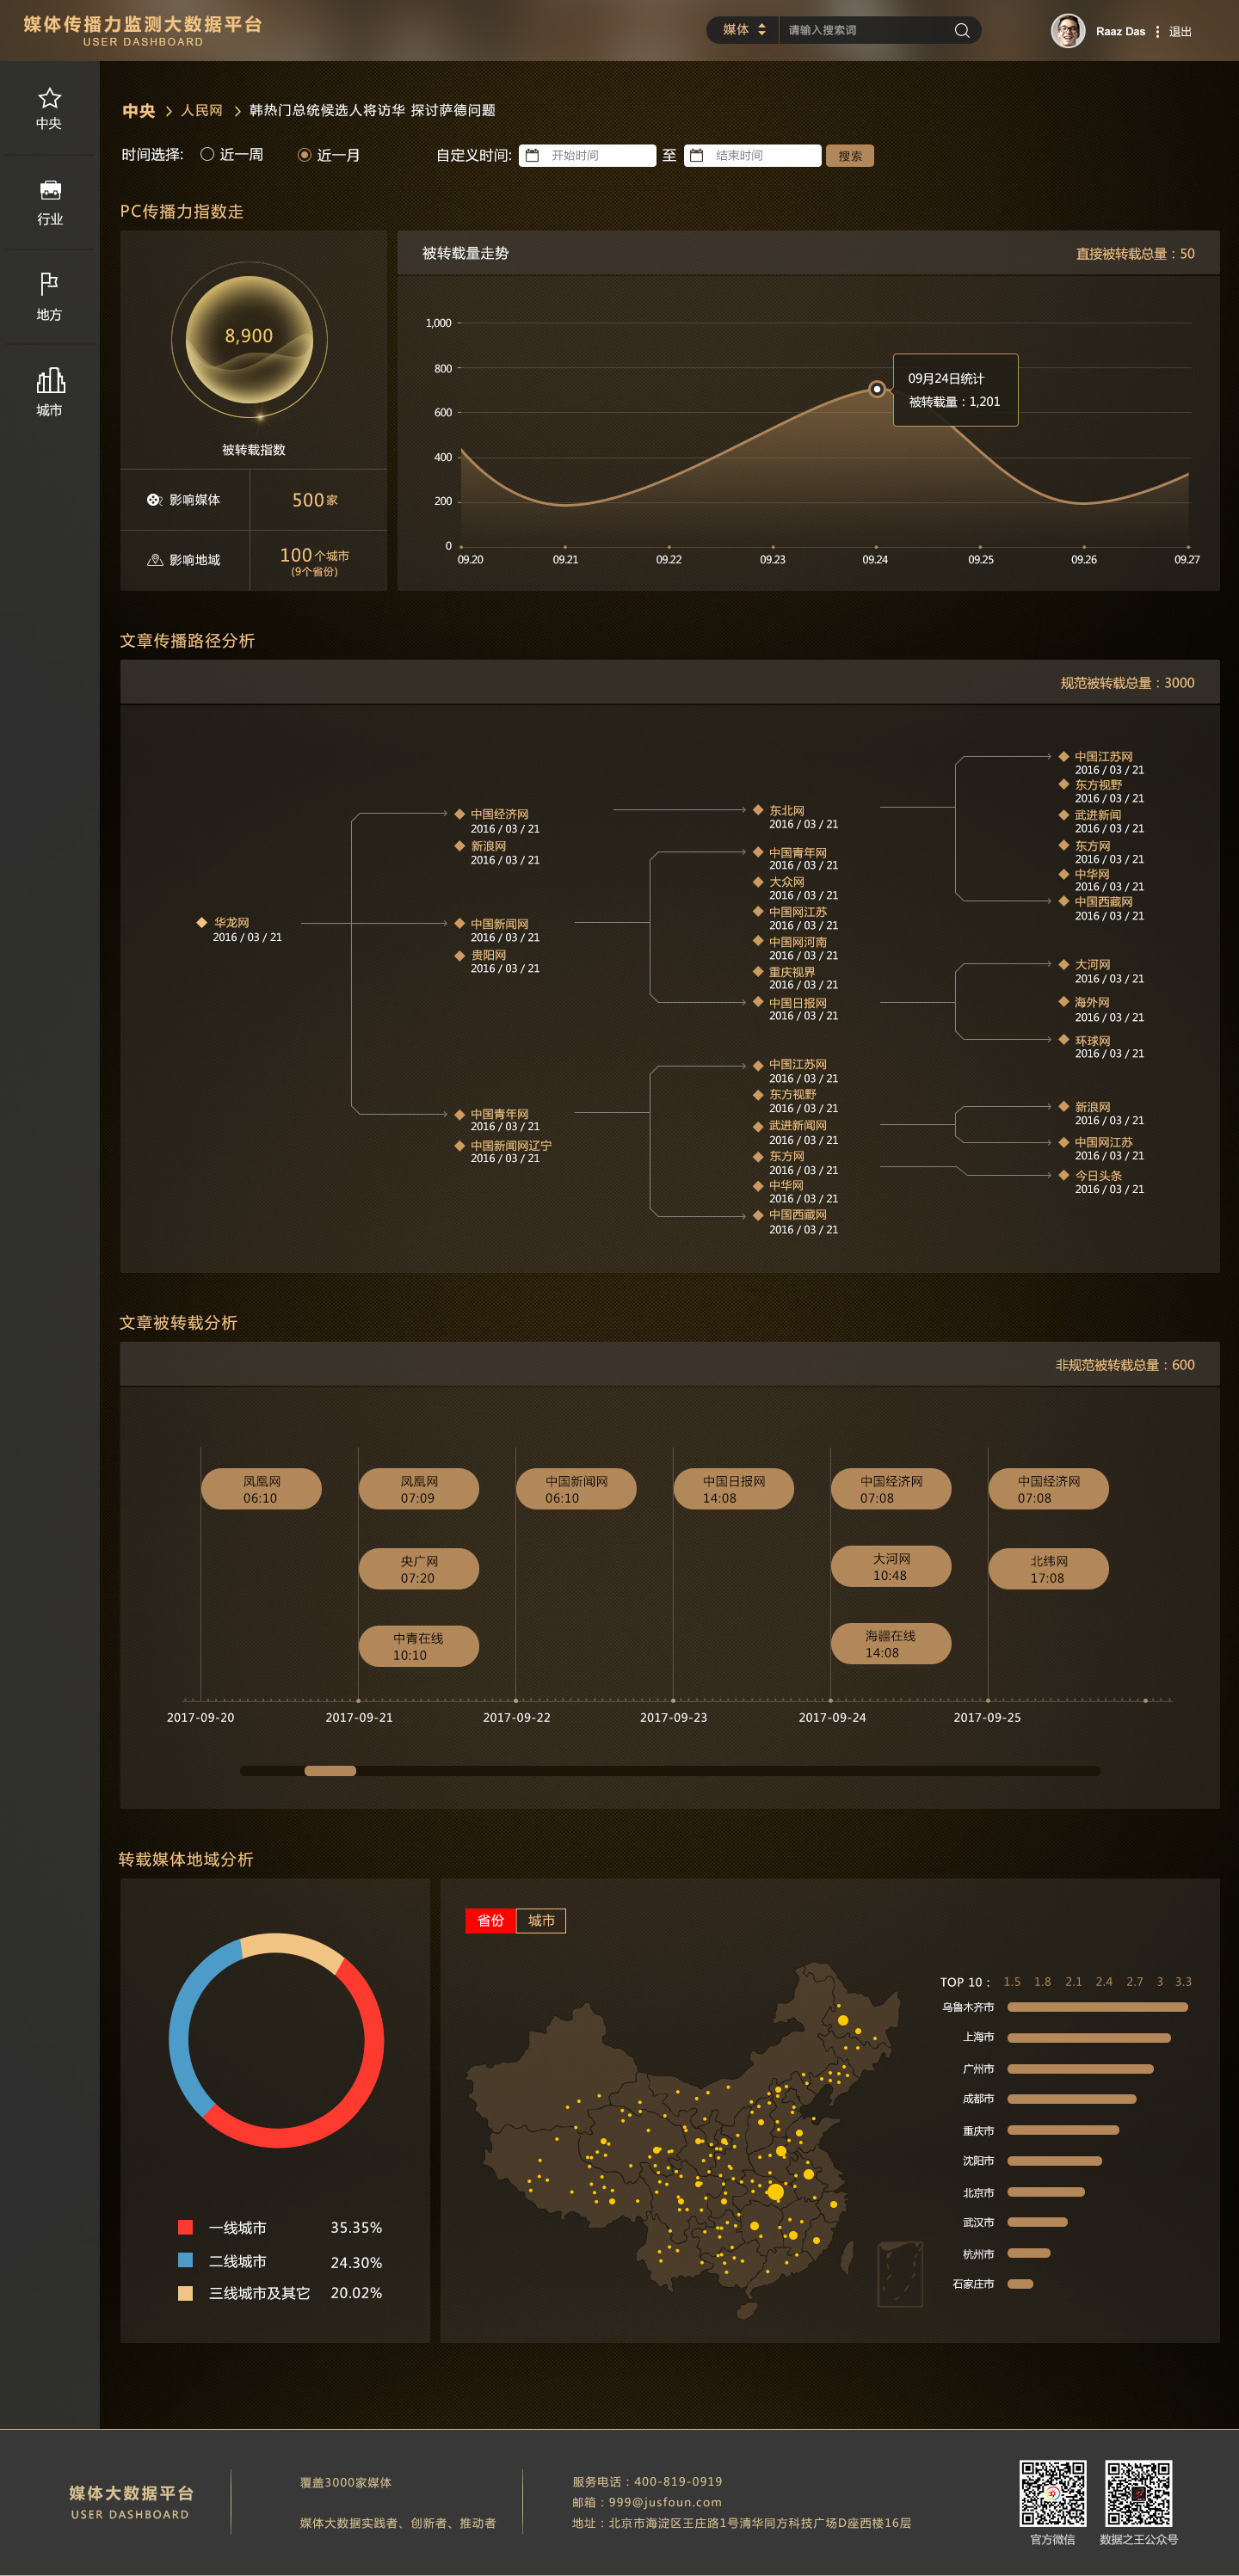 媒体传播力监测大数据平台
USER DASHBOARD
媒体
请输入搜索词
Raaz Das
退出
中央
行业
地方
城市
中央 > 人民网 > 韩热门总统候选人将访华 探讨萨德问题
时间选择: 近一周 近一月 自定义时间: 开始时间 至 结束时间 搜索
PC传播力指数走
8,900
被转载指数
影响媒体 500家
影响地域 100个城市
(9个省份)
被转载量走势 直接被转载总量：50
1,000
800
600
400
200
0
09月24日统计
被转载量：1,201
09.20 09.21 09.22 09.23 09.24 09.25 09.26 09.27
文章传播路径分析
规范被转载总量：3000
华龙网
2016 / 03 / 21
中国经济网
2016 / 03 / 21
新浪网
2016 / 03 / 21
中国新闻网
2016 / 03 / 21
贵阳网
2016 / 03 / 21
中国青年网
2016 / 03 / 21
中国新闻网辽宁
2016 / 03 / 21
东北网
2016 / 03 / 21
中国青年网
2016 / 03 / 21
大众网
2016 / 03 / 21
中国网江苏
2016 / 03 / 21
中国网河南
2016 / 03 / 21
重庆视界
2016 / 03 / 21
中国日报网
2016 / 03 / 21
中国江苏网
2016 / 03 / 21
东方视野
2016 / 03 / 21
武进新闻网
2016 / 03 / 21
东方网
2016 / 03 / 21
中华网
2016 / 03 / 21
中国西藏网
2016 / 03 / 21
中国江苏网
2016 / 03 / 21
东方视野
2016 / 03 / 21
武进新闻
2016 / 03 / 21
东方网
2016 / 03 / 21
中华网
2016 / 03 / 21
中国西藏网
2016 / 03 / 21
大河网
2016 / 03 / 21
海外网
2016 / 03 / 21
环球网
2016 / 03 / 21
新浪网
2016 / 03 / 21
中国网江苏
2016 / 03 / 21
今日头条
2016 / 03 / 21
文章被转载分析
非规范被转载总量：600
凤凰网
06:10
凤凰网
07:09
中国新闻网
06:10
中国日报网
14:08
中国经济网
07:08
中国经济网
07:08
央广网
07:20
大河网
10:48
北纬网
17:08
中青在线
10:10
海疆在线
14:08
2017-09-20 2017-09-21 2017-09-22 2017-09-23 2017-09-24 2017-09-25
转载媒体地域分析
一线城市 35.35%
二线城市 24.30%
三线城市及其它 20.02%
省份 城市
TOP 10： 1.5 1.8 2.1 2.4 2.7 3 3.3
乌鲁木齐市
上海市
广州市
成都市
重庆市
沈阳市
北京市
武汉市
杭州市
石家庄市
媒体大数据平台
USER DASHBOARD
覆盖3000家媒体
媒体大数据实践者、创新者、推动者
服务电话：400-819-0919
邮箱：999@jusfoun.com
地址：北京市海淀区王庄路1号清华同方科技广场D座西楼16层
官方微信
数据之王公众号